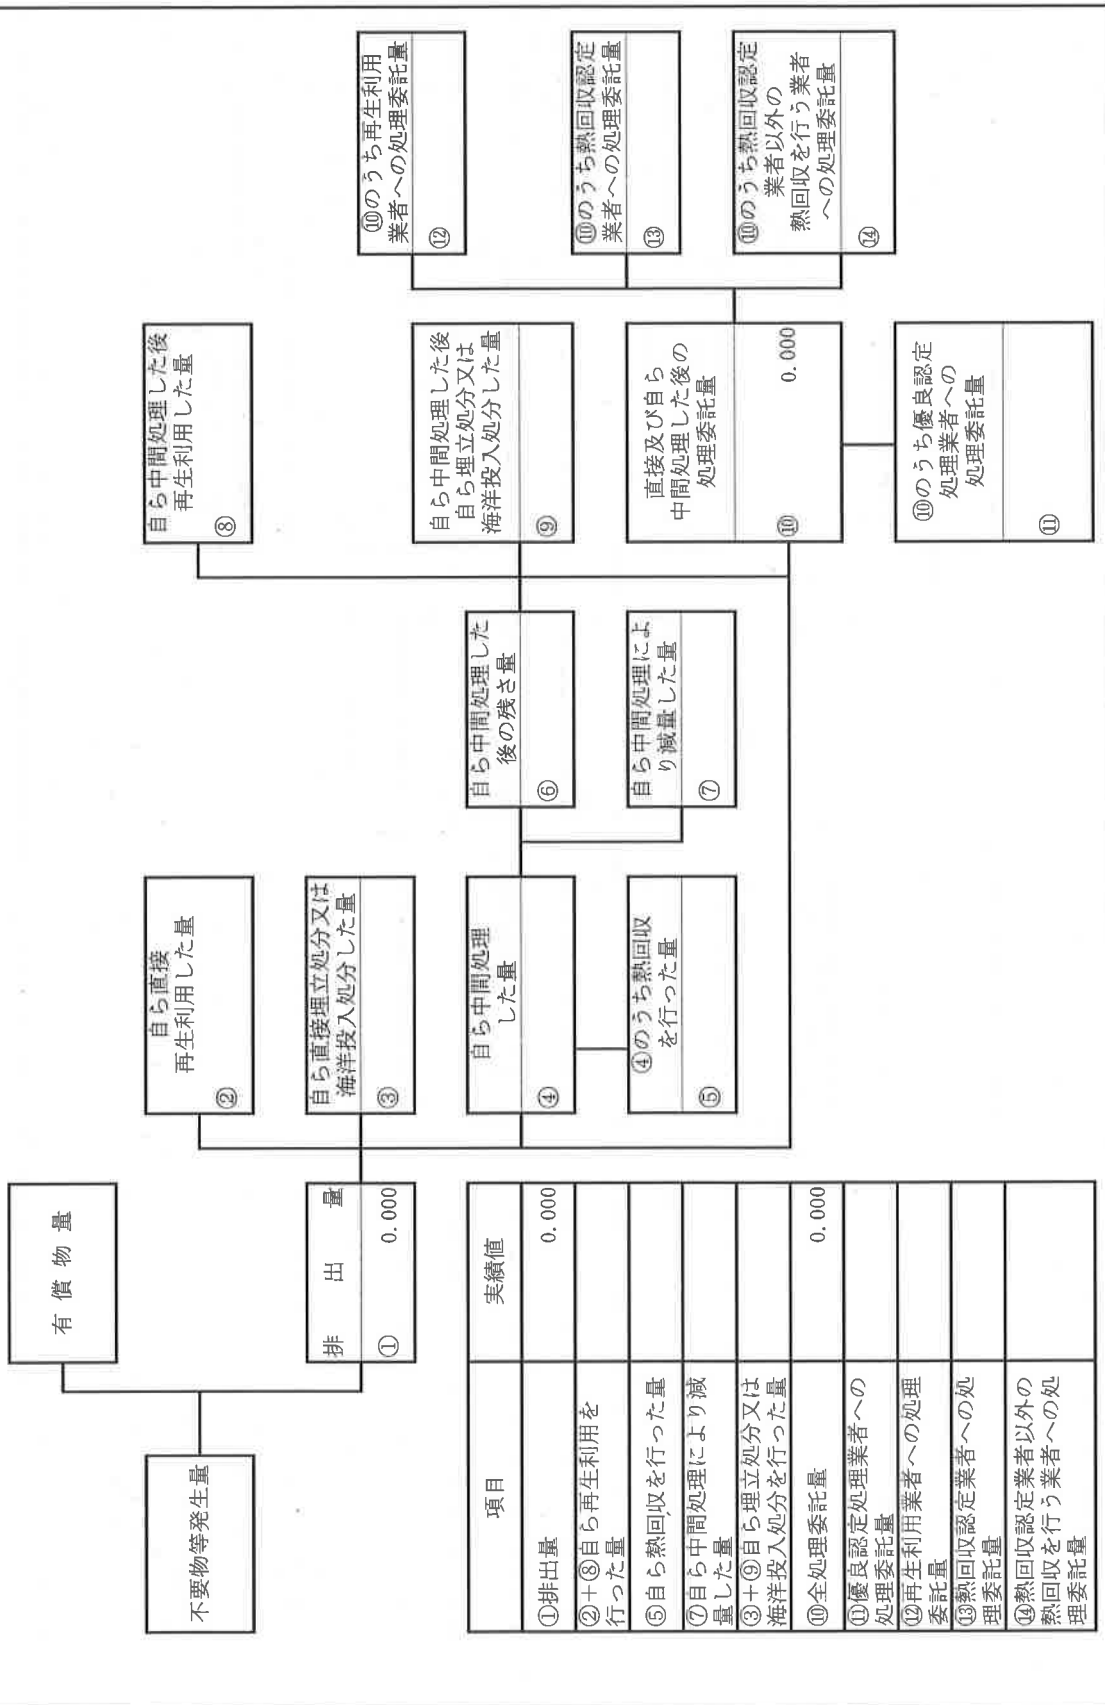 不要物等発生量
有償物量
排出量
① 0.000
自ら直接
再生利用した量
②
自ら直接埋立処分又は
海洋投入処分した量
③
自ら中間処理
した量
④
④のうち熱回収
を行った量
⑤
自ら中間処理した
後の残さ量
⑥
自ら中間処理によ
り減量した量
⑦
自ら中間処理した後
再生利用した量
⑧
自ら中間処理した後
自ら埋立処分又は
海洋投入処分した量
⑨
直接及び自ら
中間処理した後の
処理委託量
⑩ 0.000
⑩のうち優良認定
処理業者への
処理委託量
⑪
⑩のうち再生利用
業者への処理委託量
⑫
⑩のうち熱回収認定
業者への処理委託量
⑬
⑩のうち熱回収認定
業者以外の
熱回収を行う業者
への処理委託量
⑭
項目 実績値
①排出量 0.000
②+⑧自ら再生利用を
行った量
⑤自ら熱回収を行った量
⑦自ら中間処理により減
量した量
③+⑨自ら埋立処分又は
海洋投入処分を行った量
⑩全処理委託量 0.000
⑪優良認定処理業者への
処理委託量
⑫再生利用業者への処理
委託量
⑬熱回収認定業者への処
理委託量
⑭熱回収認定業者以外の
熱回収を行う業者への処
理委託量